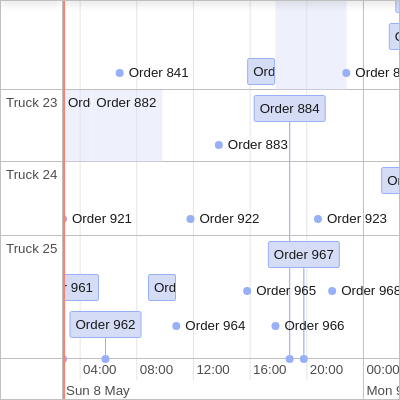 Order 841
Ord
Order 8
Truck 23
Ord
Order 882
Order 884
Order 883
Truck 24
Order 921
Order 922
Order 923
Truck 25
Order 967
961
Ord
Order 965
Order 968
Order 962
Order 964
Order 966
04:00
08:00
12:00
16:00
20:00
00:00
Sun 8 May
Mon 9